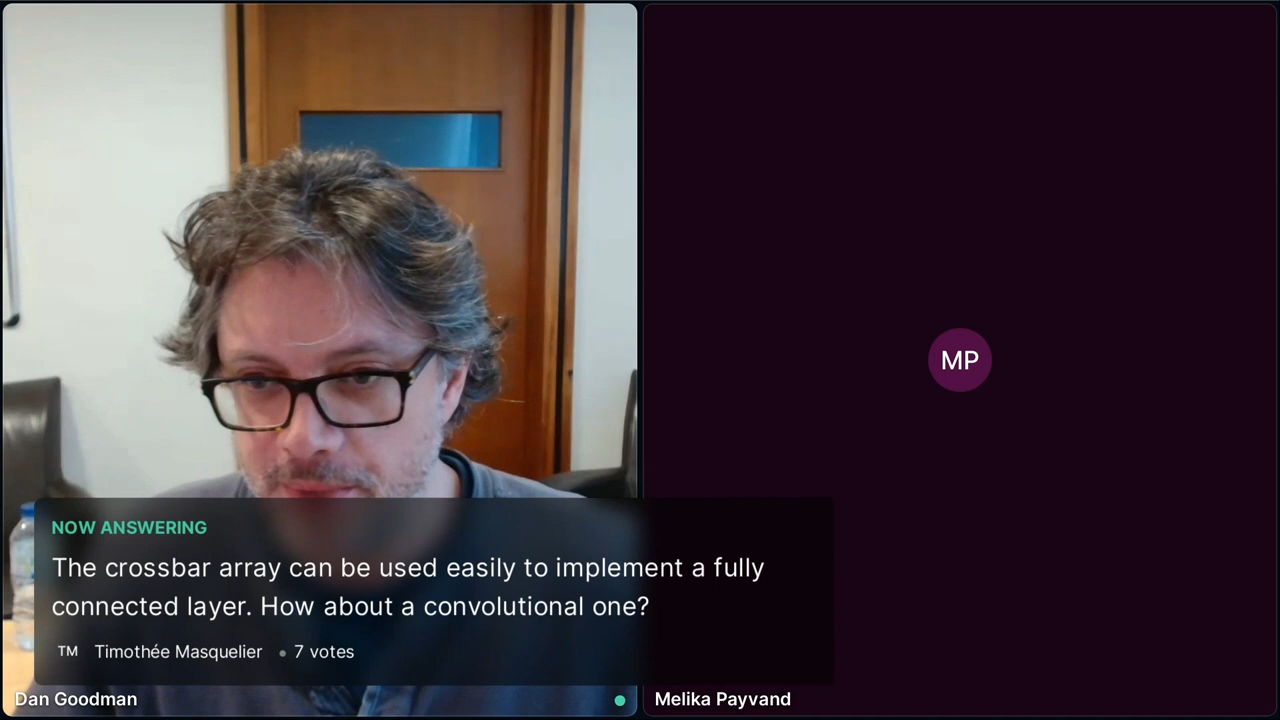 MP
NOW ANSWERING
The crossbar array can be used easily to implement a fully
connected layer. How about a convolutional one?
TM Timothée Masquelier • 7 votes
Dan Goodman
Melika Payvand